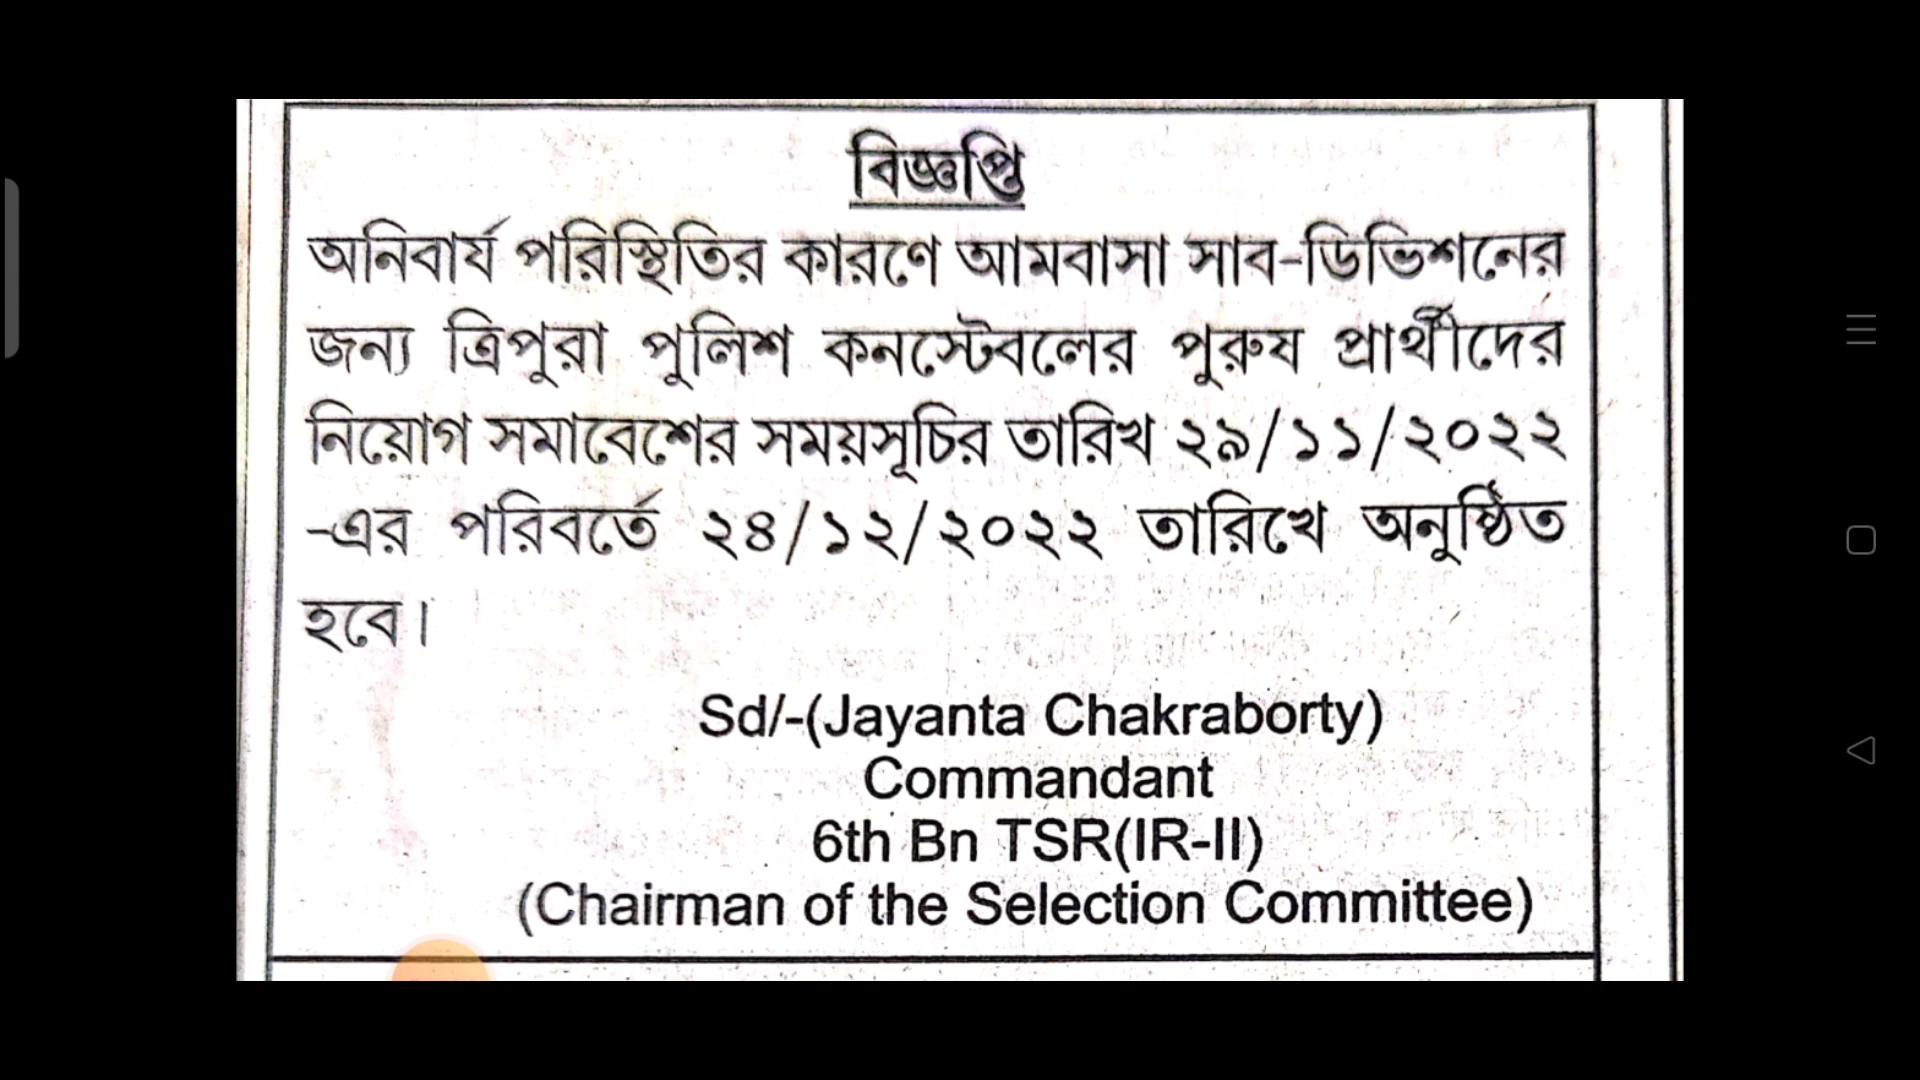 বিজ্ঞপ্তি
অনিবার্য পরিস্থিতির কারণে আমবাসা সাব-ডিভিশনের
জন্য ত্রিপুরা পুলিশ কনস্টেবলের পুরুষ প্রার্থীদের
নিয়োগ সমাবেশের সময়সূচির তারিখ ২৯/১১/২০২২
-এর পরিবর্তে ২৪/১২/২০২২ তারিখে অনুষ্ঠিত
হবে।
Sd/-(Jayanta Chakraborty)
Commandant
6th Bn TSR(IR-II)
(Chairman of the Selection Committee)